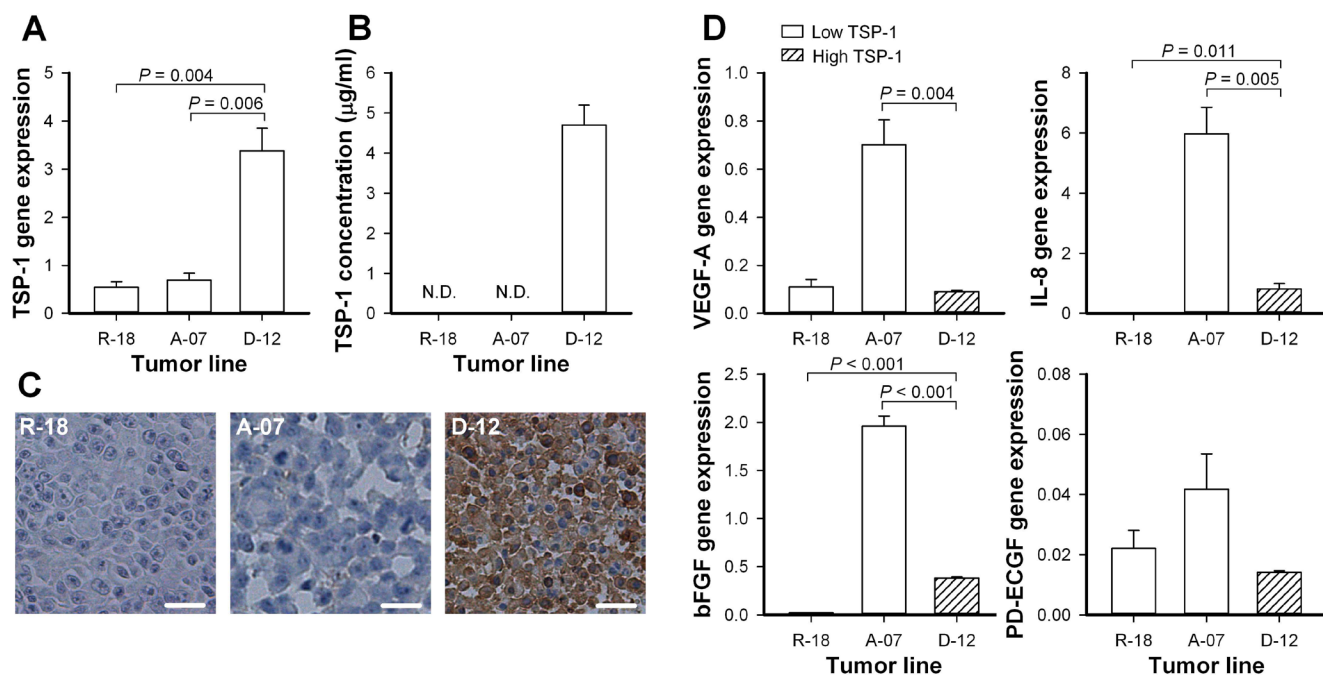 A
TSP-1 gene expression
5
4
3
2
1
0
P = 0.004
P = 0.006
R-18 A-07 D-12
Tumor line
B
TSP-1 concentration (µg/ml)
6
5
4
3
2
1
0
N.D. N.D.
R-18 A-07 D-12
Tumor line
C
R-18
A-07
D-12
D
Low TSP-1
High TSP-1
VEGF-A gene expression
1.0
0.8
0.6
0.4
0.2
0.0
P = 0.004
R-18 A-07 D-12
IL-8 gene expression
8
6
4
2
0
P = 0.011
P = 0.005
R-18 A-07 D-12
bFGF gene expression
2.5
2.0
1.5
1.0
0.5
0.0
P < 0.001
P < 0.001
R-18 A-07 D-12
Tumor line
PD-ECGF gene expression
0.08
0.06
0.04
0.02
0.00
R-18 A-07 D-12
Tumor line